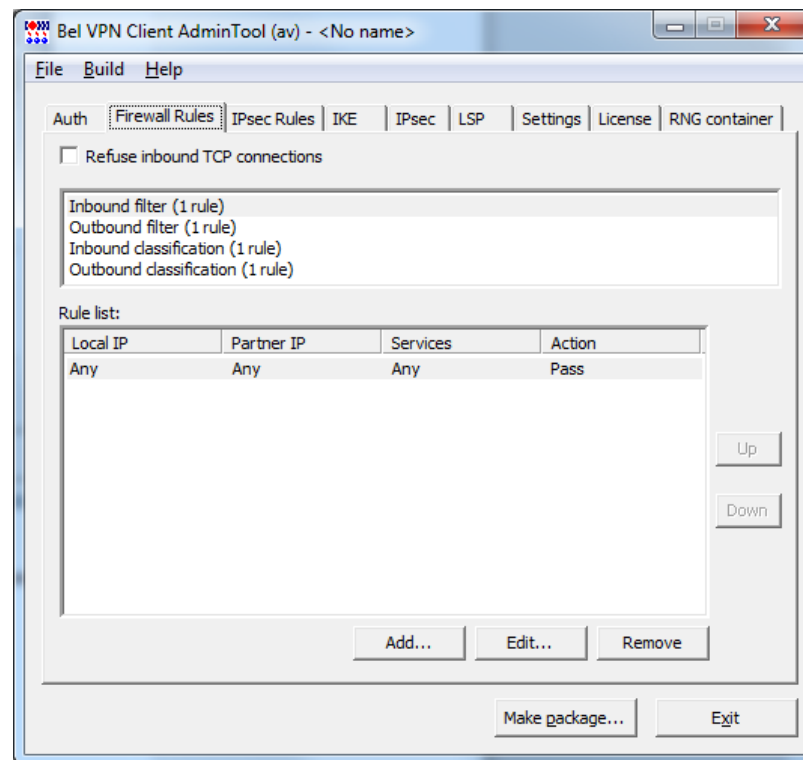 Bel VPN Client AdminTool (av) - <No name>
File Build Help
Auth Firewall Rules IPsec Rules IKE IPsec LSP Settings License RNG container
Refuse inbound TCP connections
Inbound filter (1 rule)
Outbound filter (1 rule)
Inbound classification (1 rule)
Outbound classification (1 rule)
Rule list:
Local IP Partner IP Services Action
Any Any Any Pass
Up
Down
Add... Edit... Remove
Make package... Exit